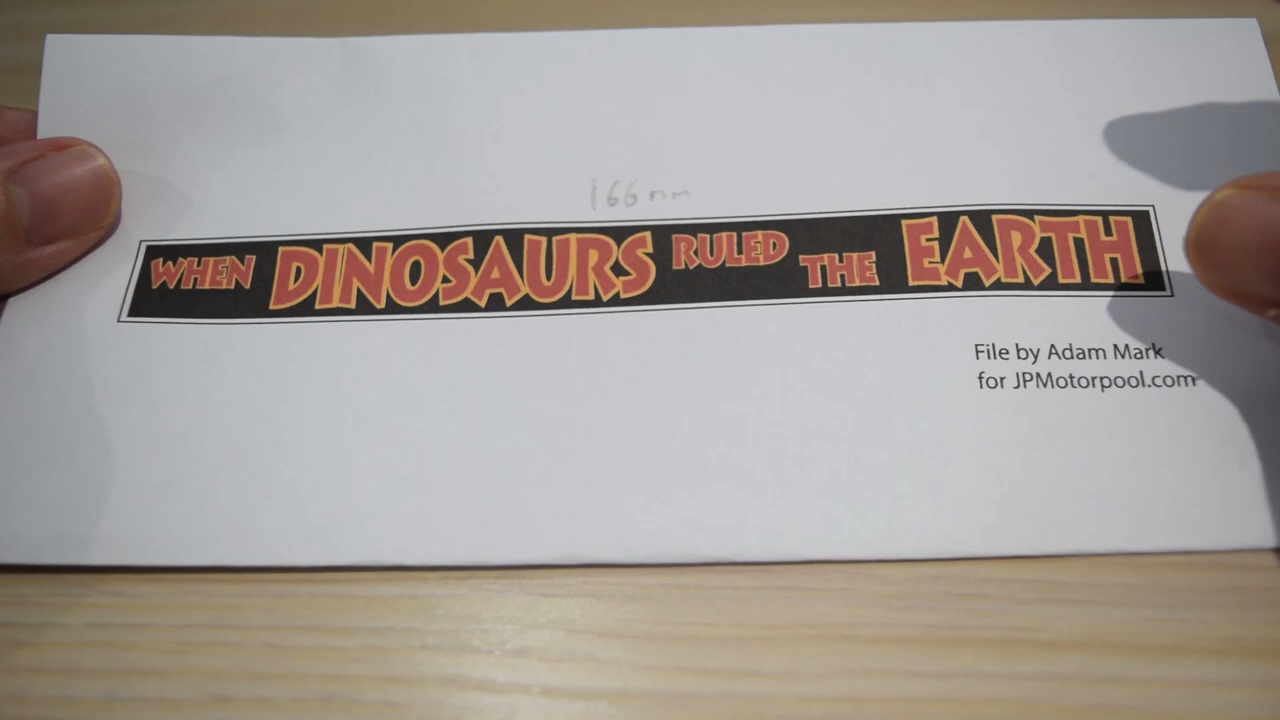 166mm
WHEN DINOSAURS RULED THE EARTH
File by Adam Mark
for JPMotorpool.com